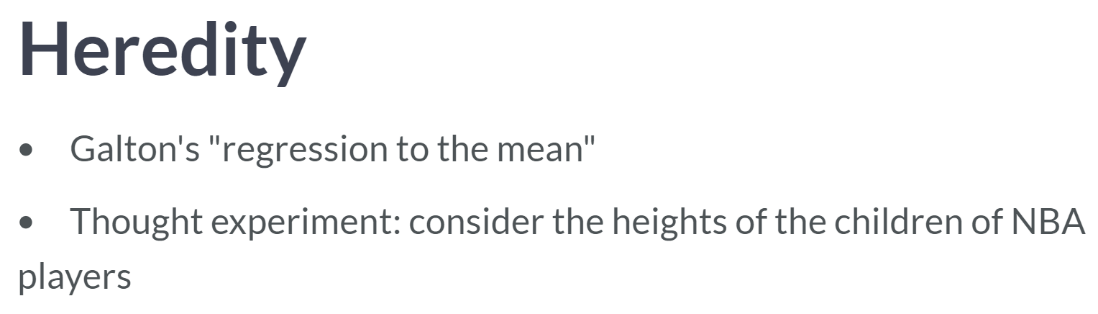 Heredity
• Galton's "regression to the mean"
• Thought experiment: consider the heights of the children of NBA
players